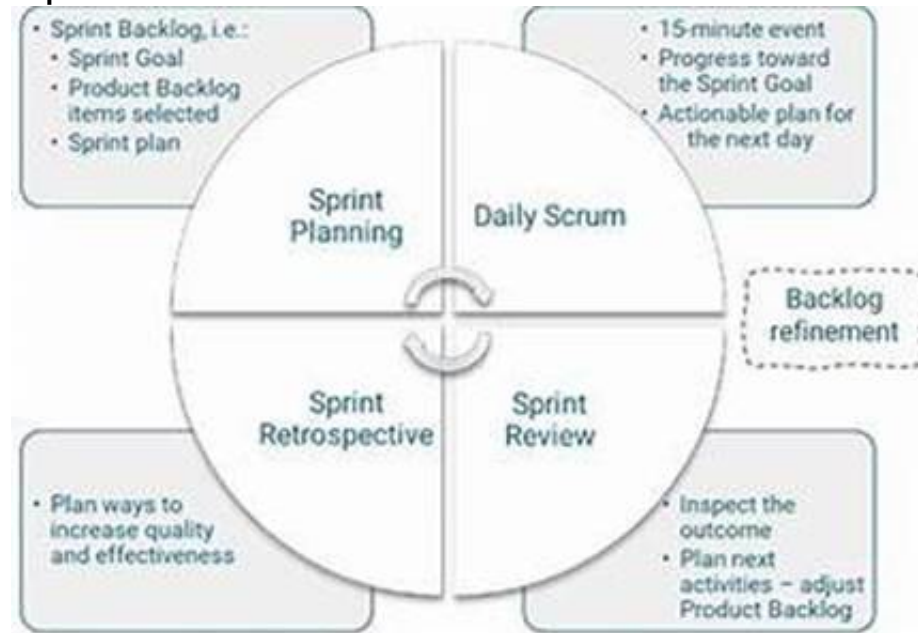 • Sprint Backlog, i.e.:
• Sprint Goal
• Product Backlog
items selected
• Sprint plan
• 15-minute event
• Progress toward
the Sprint Goal
• Actionable plan for
the next day
Sprint
Planning
Daily Scrum
Backlog
refinement
Sprint
Retrospective
Sprint
Review
• Plan ways to
increase quality
and effectiveness
• Inspect the
outcome
• Plan next
activities – adjust
Product Backlog